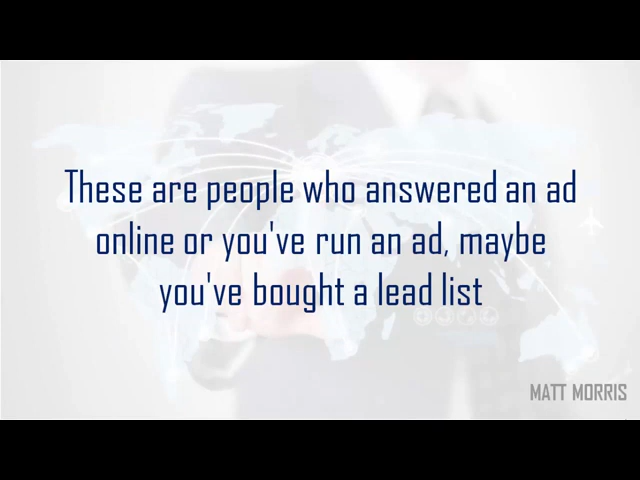 These are people who answered an ad
online or you've run an ad, maybe
you've bought a lead list
MATT MORRIS